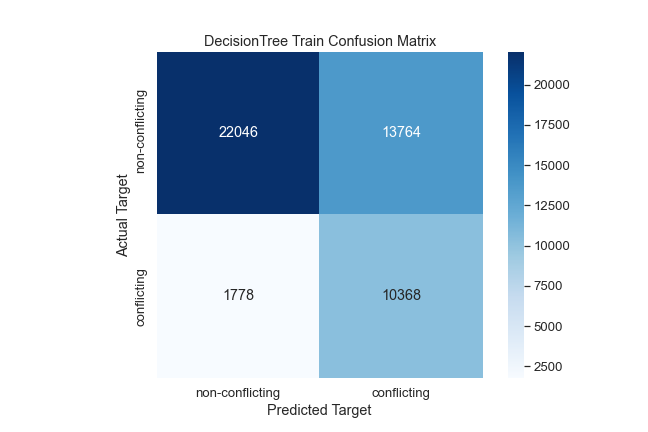 DecisionTree Train Confusion Matrix
non-conflicting
22046
13764
conflicting
1778
10368
Actual Target
non-conflicting
conflicting
Predicted Target
20000
17500
15000
12500
10000
7500
5000
2500